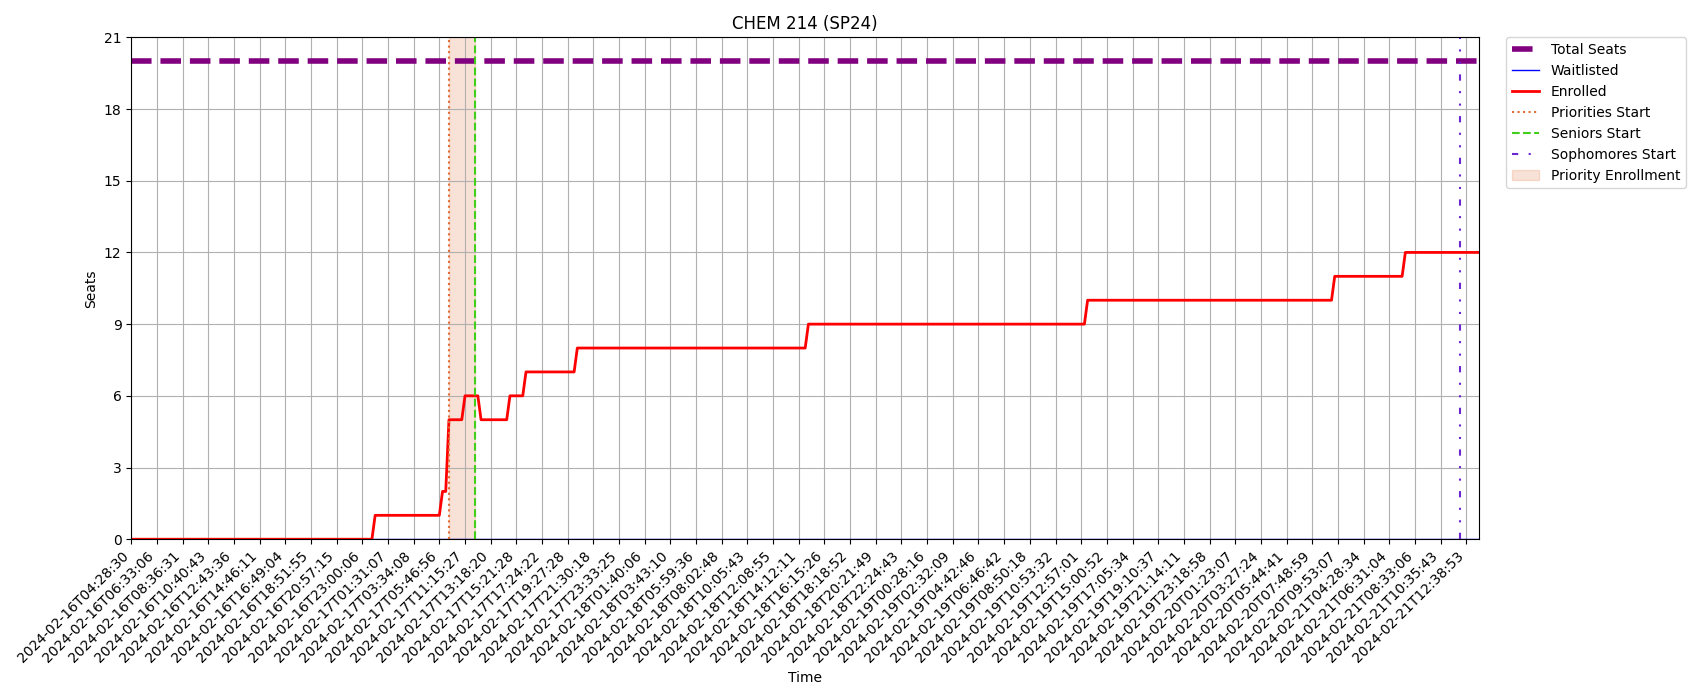 CHEM 214 (SP24)
21
18
15
12
9
6
3
0
Seats
2024-02-16T04:28:30
2024-02-16T06:33:06
2024-02-16T08:36:31
2024-02-16T10:40:43
2024-02-16T12:43:36
2024-02-16T14:46:11
2024-02-16T16:49:04
2024-02-16T18:51:55
2024-02-16T20:57:15
2024-02-16T23:00:06
2024-02-17T01:31:07
2024-02-17T03:34:08
2024-02-17T05:46:56
2024-02-17T11:15:27
2024-02-17T13:18:20
2024-02-17T15:21:28
2024-02-17T17:24:22
2024-02-17T19:27:28
2024-02-17T21:30:18
2024-02-17T23:33:25
2024-02-18T01:40:06
2024-02-18T03:43:10
2024-02-18T05:59:36
2024-02-18T08:02:48
2024-02-18T10:05:43
2024-02-18T12:08:55
2024-02-18T14:12:11
2024-02-18T16:15:26
2024-02-18T18:18:52
2024-02-18T20:21:49
2024-02-18T22:24:43
2024-02-19T00:28:16
2024-02-19T02:32:09
2024-02-19T04:42:46
2024-02-19T06:46:42
2024-02-19T08:50:18
2024-02-19T10:53:32
2024-02-19T12:57:01
2024-02-19T15:00:52
2024-02-19T17:05:34
2024-02-19T19:10:37
2024-02-19T21:14:11
2024-02-19T23:18:58
2024-02-20T01:23:07
2024-02-20T03:27:24
2024-02-20T05:44:41
2024-02-20T07:48:59
2024-02-20T09:53:07
2024-02-21T04:28:34
2024-02-21T06:31:04
2024-02-21T08:33:06
2024-02-21T10:35:43
2024-02-21T12:38:53
Time
Total Seats
Waitlisted
Enrolled
Priorities Start
Seniors Start
Sophomores Start
Priority Enrollment